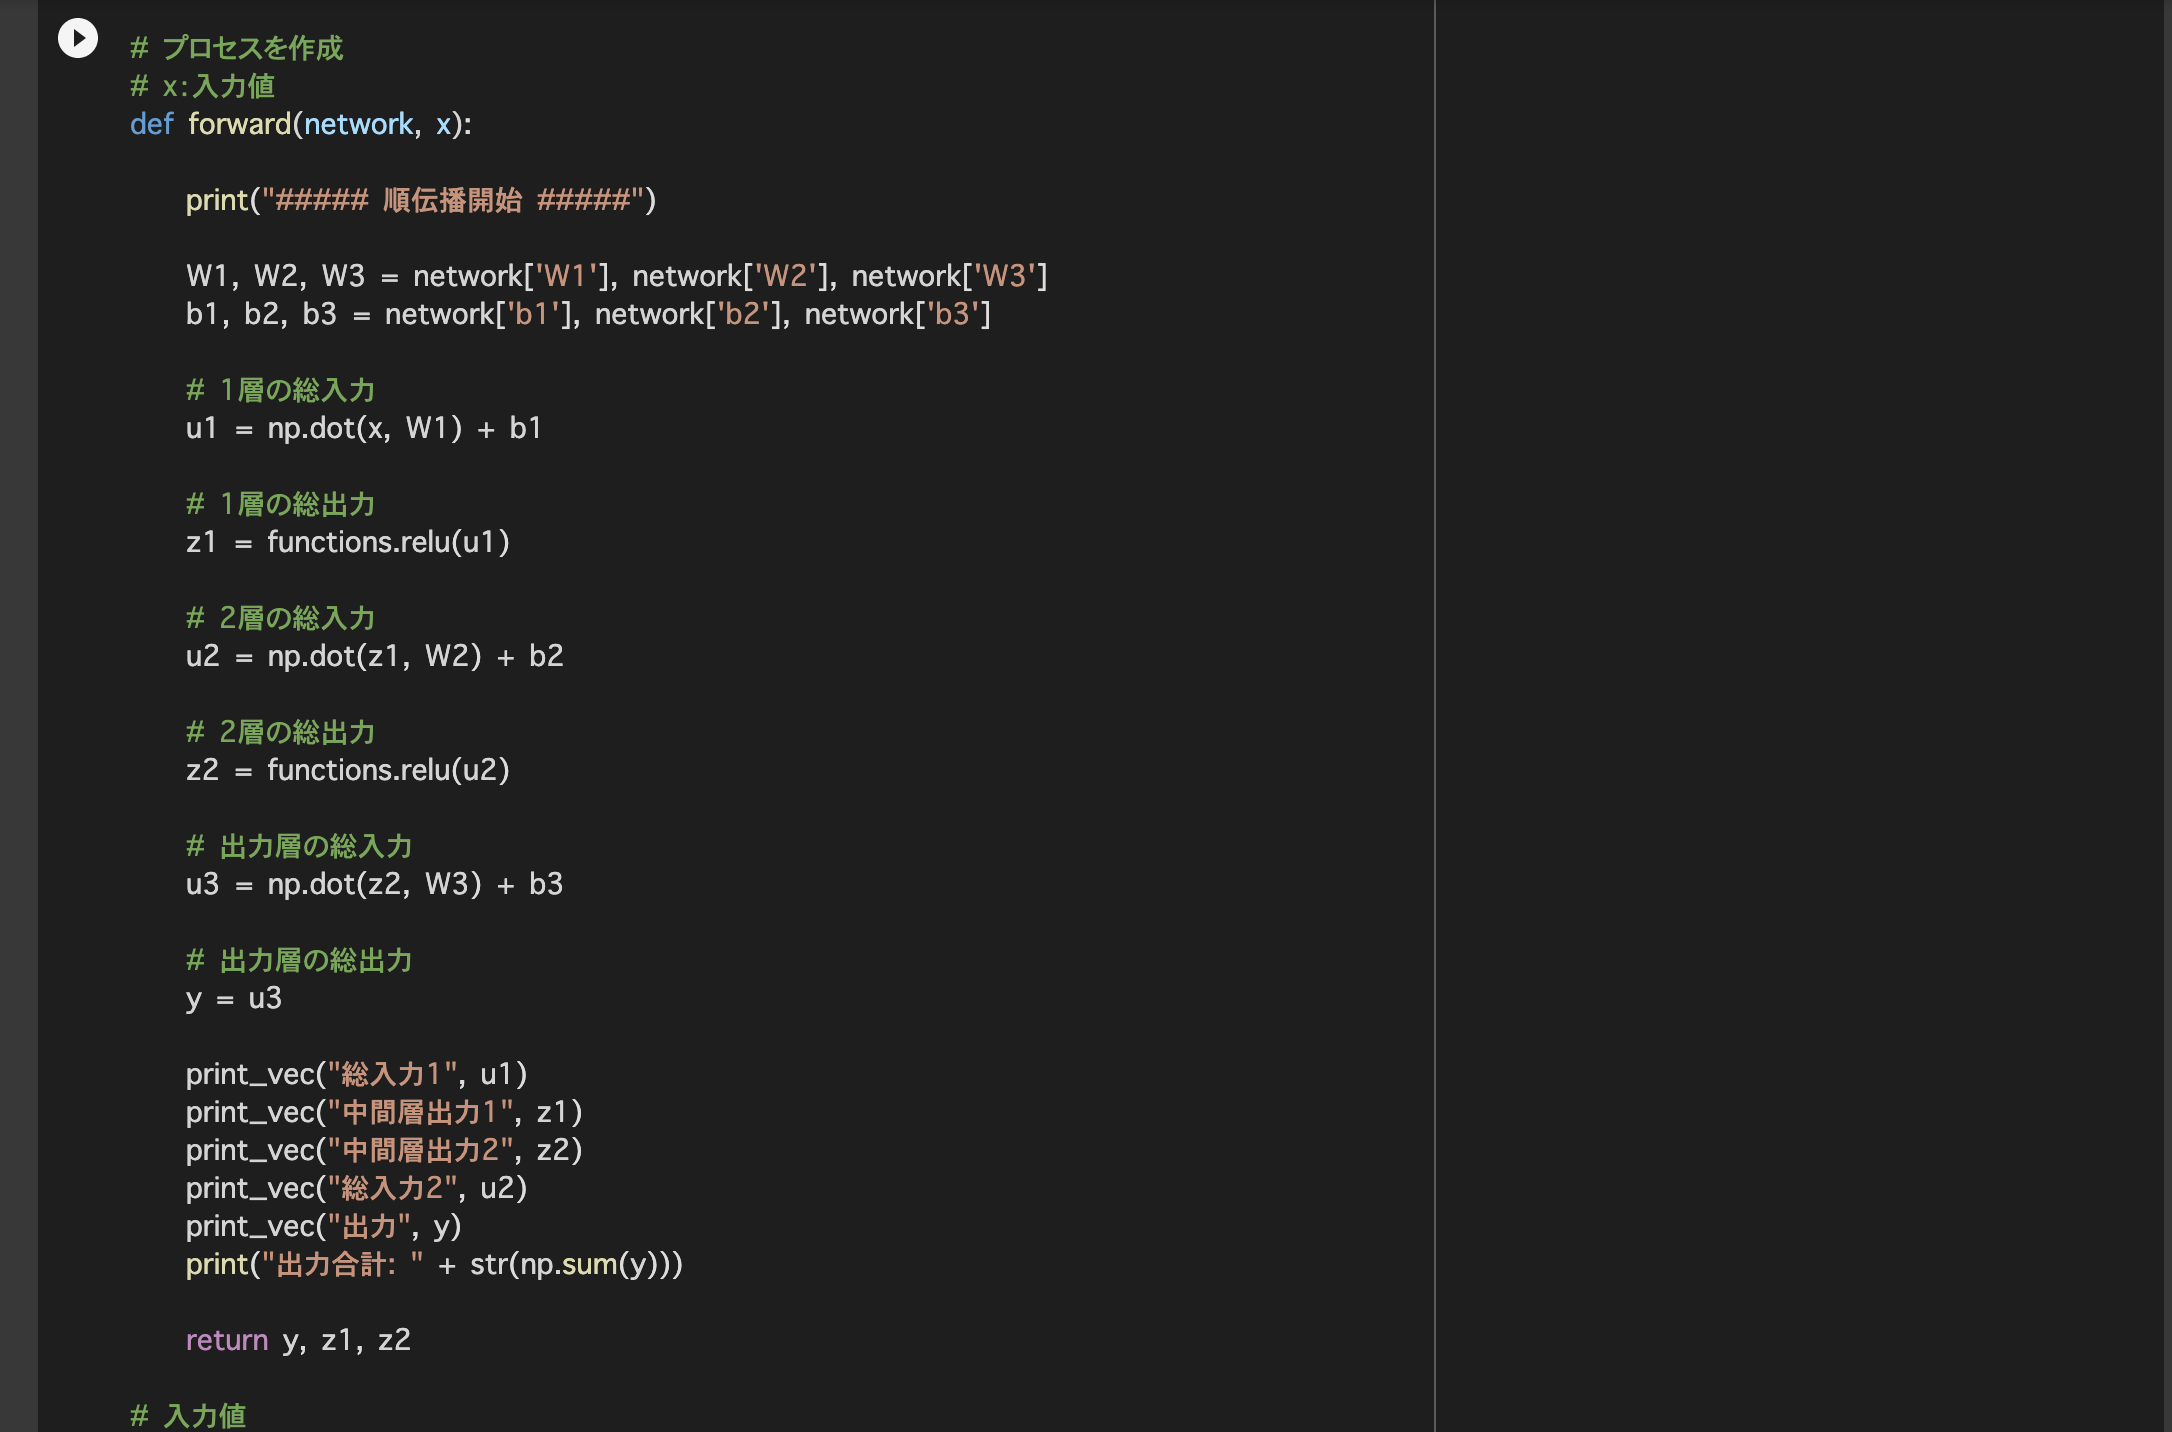 # プロセスを作成
# x:入力値
def forward(network, x):
print("##### 順伝播開始 #####")
W1, W2, W3 = network['W1'], network['W2'], network['W3']
b1, b2, b3 = network['b1'], network['b2'], network['b3']
# 1層の総入力
u1 = np.dot(x, W1) + b1
# 1層の総出力
z1 = functions.relu(u1)
# 2層の総入力
u2 = np.dot(z1, W2) + b2
# 2層の総出力
z2 = functions.relu(u2)
# 出力層の総入力
u3 = np.dot(z2, W3) + b3
# 出力層の総出力
y = u3
print_vec("総入力1", u1)
print_vec("中間層出力1", z1)
print_vec("中間層出力2", z2)
print_vec("総入力2", u2)
print_vec("出力", y)
print("出力合計: " + str(np.sum(y)))
return y, z1, z2
# 入力値